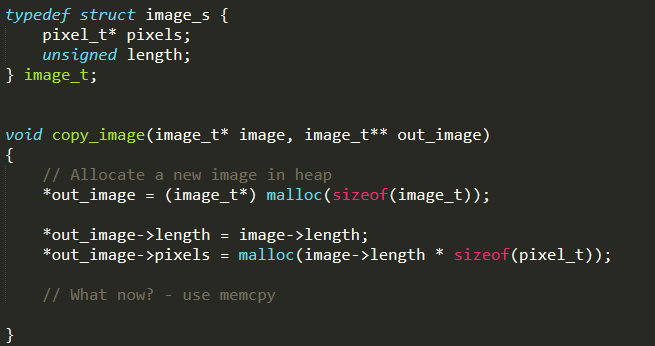 typedef struct image_s {
pixel_t* pixels;
unsigned length;
} image_t;
void copy_image(image_t* image, image_t** out_image)
{
// Allocate a new image in heap
*out_image = (image_t*) malloc(sizeof(image_t));
*out_image->length = image->length;
*out_image->pixels = malloc(image->length * sizeof(pixel_t));
// What now? - use memcpy
}